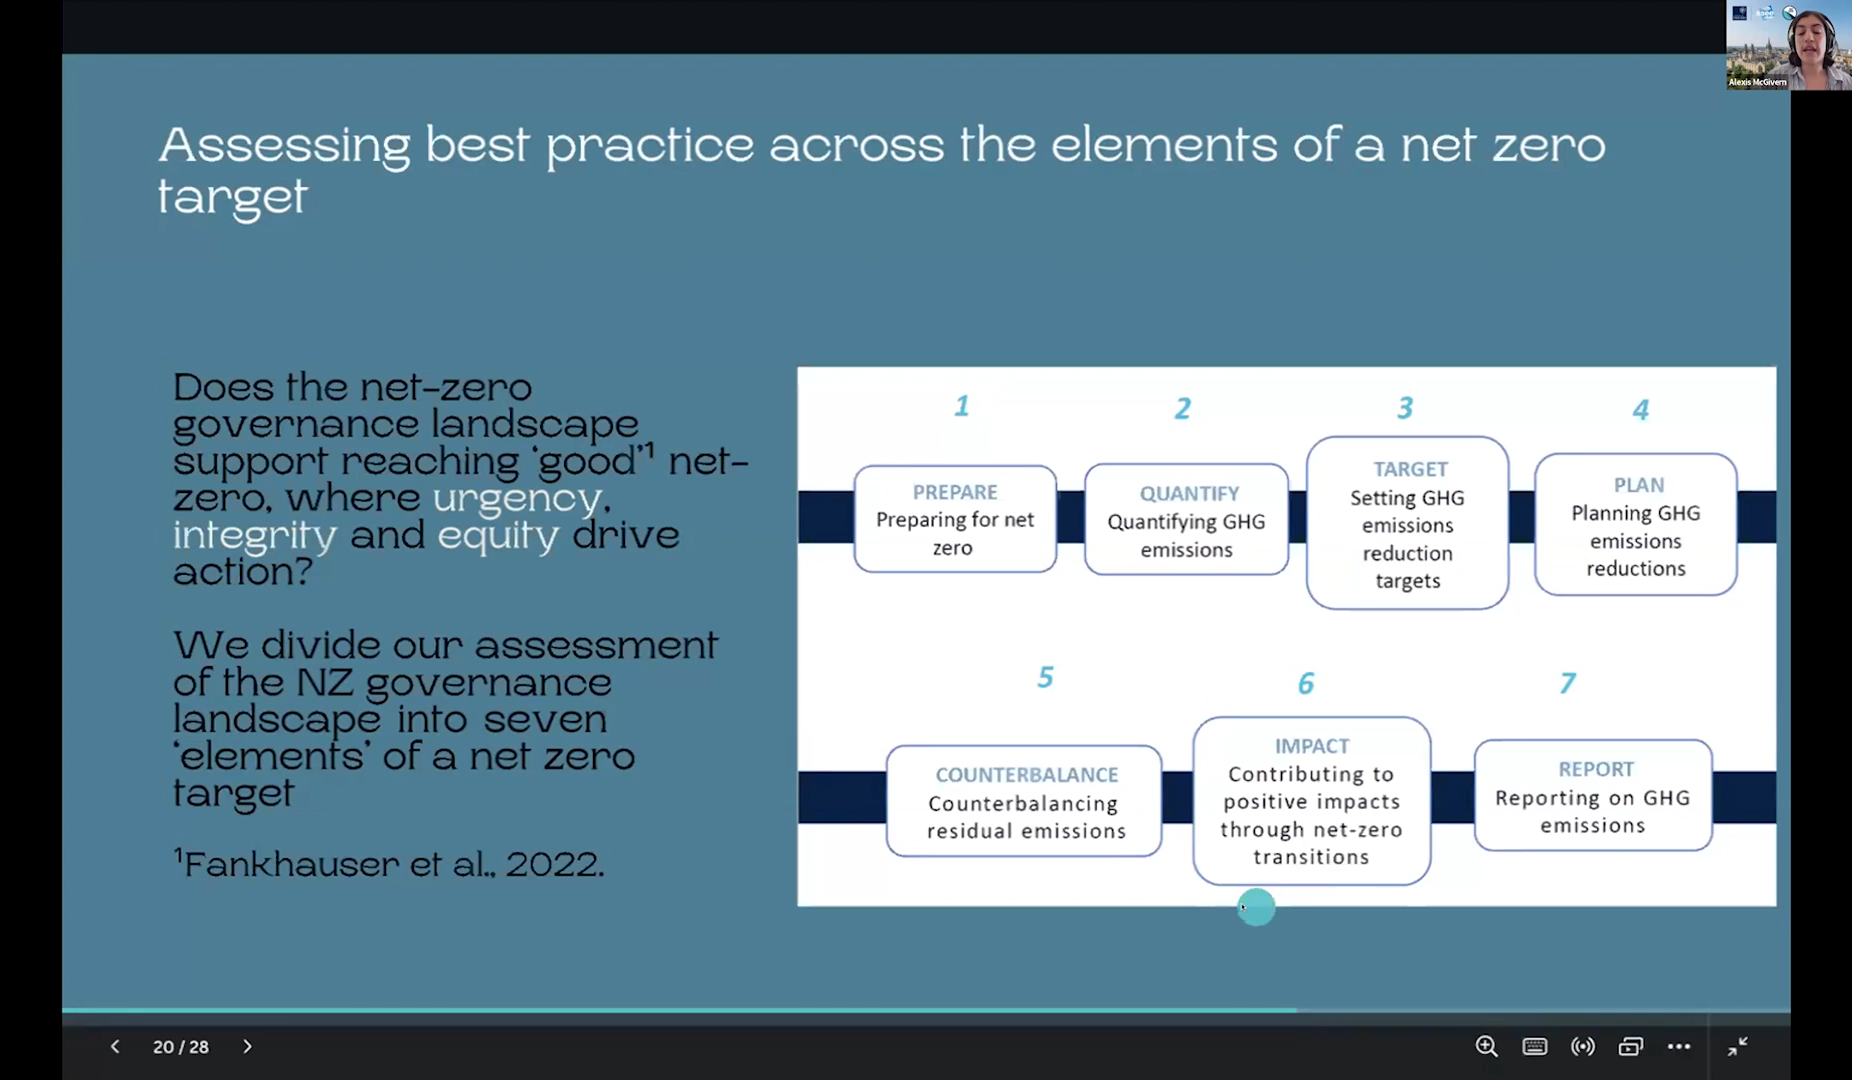 Alexis McGivern
Assessing best practice across the elements of a net zero
target
Does the net-zero
governance landscape
support reaching ‘good’¹ net-
zero, where urgency,
integrity and equity drive
action?
We divide our assessment
of the NZ governance
landscape into seven
‘elements’ of a net zero
target
¹Fankhauser et al., 2022.
1
PREPARE
Preparing for net
zero
2
QUANTIFY
Quantifying GHG
emissions
3
TARGET
Setting GHG
emissions
reduction
targets
4
PLAN
Planning GHG
emissions
reductions
5
COUNTERBALANCE
Counterbalancing
residual emissions
6
IMPACT
Contributing to
positive impacts
through net-zero
transitions
7
REPORT
Reporting on GHG
emissions
20 / 28